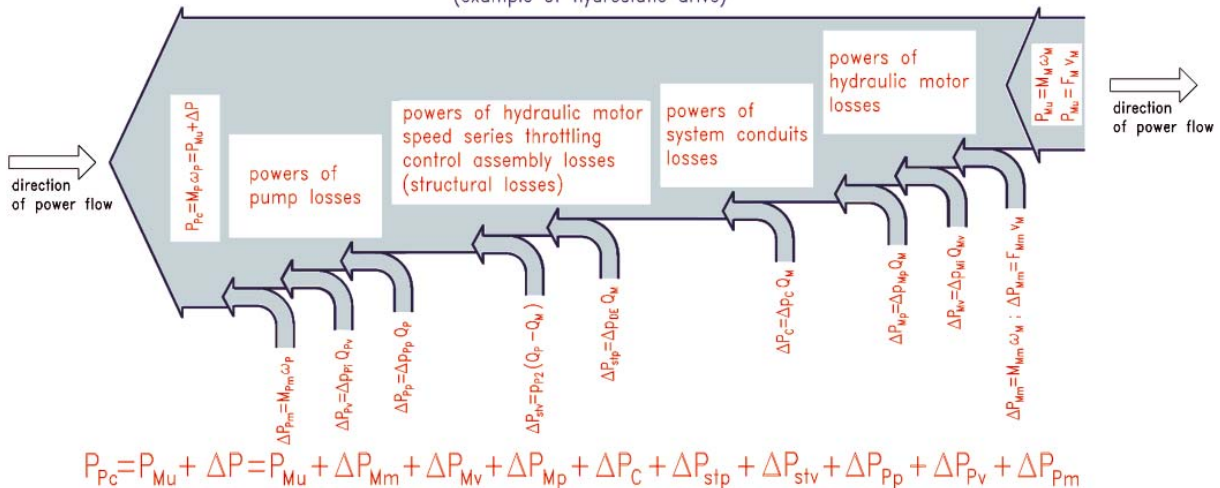 (example of hydrostatic drive)
direction
of power flow
P_Pc=M_P ω_P=P_Mu+ΔP
powers of
pump losses
powers of hydraulic motor
speed series throttling
control assembly losses
(structural losses)
powers of
system conduits
losses
powers of
hydraulic motor
losses
P_Mu=M_M ω_M
P_Mu=F_M v_M
direction
of power flow
ΔP_Pm=M_Pm ω_P
ΔP_Pv=Δp_Pi Q_Pv
ΔP_Pp=Δp_Pp Q_P
ΔP_stv=p_P2(Q_P-Q_M)
ΔP_stp=Δp_DE Q_M
ΔP_C=Δp_C Q_M
ΔP_Mp=Δp_Mp Q_M
ΔP_Mv=Δp_Mi Q_Mv
ΔP_Mm=M_Mm ω_M ; ΔP_Mm=F_Mm v_M
P_Pc=P_Mu+ ΔP=P_Mu+ΔP_Mm+ΔP_Mv+ΔP_Mp+ΔP_C+ΔP_stp+ΔP_stv+ΔP_Pp+ΔP_Pv+ΔP_Pm